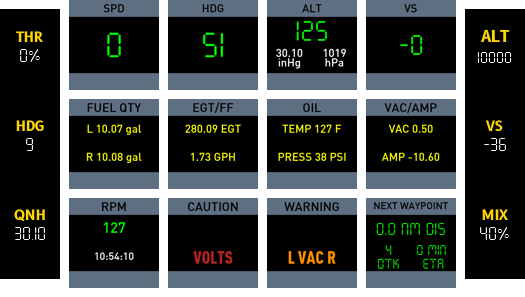 THR
0%
HDG
9
QNH
30.10
SPD
0
HDG
51
ALT
125
30.10 1019
inHg hPa
VS
-0
FUEL QTY
L 10.07 gal
R 10.08 gal
EGT/FF
280.09 EGT
1.73 GPH
OIL
TEMP 127 F
PRESS 38 PSI
VAC/AMP
VAC 0.50
AMP -10.60
RPM
127
10:54:10
CAUTION
VOLTS
WARNING
L VAC R
NEXT WAYPOINT
0.0 NM DIS
4 0 MIN
DTK ETA
ALT
10000
VS
-36
MIX
40%